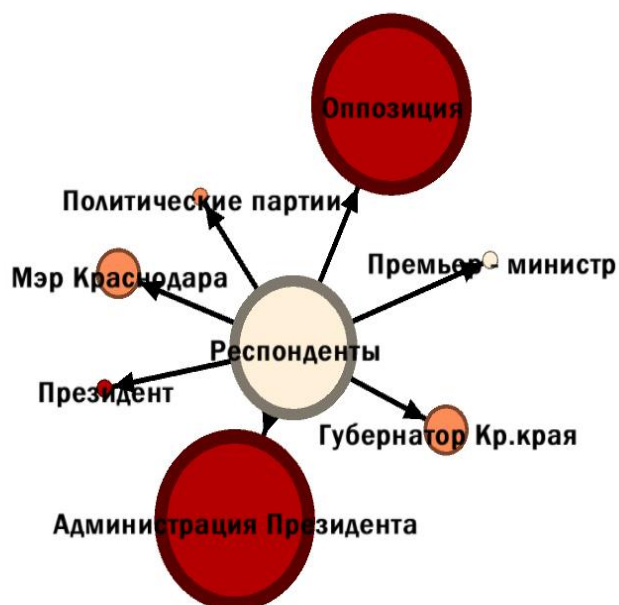 Оппозиция
Политические партии
Премьер - министр
Мэр Краснодара
Респонденты
Президент
Губернатор Кр.края
Администрация Президента